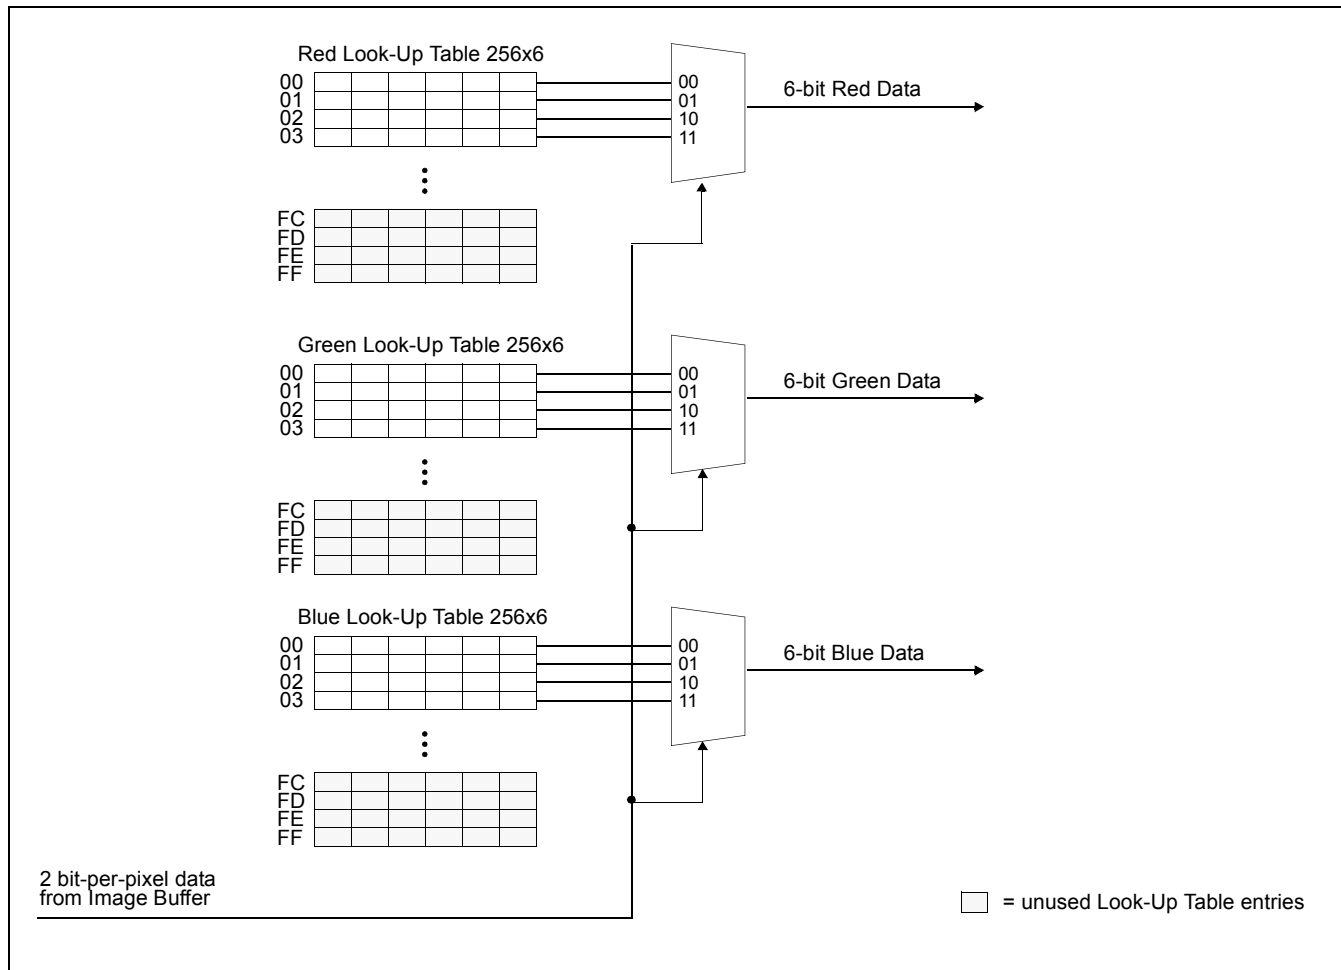 Red Look-Up Table 256x6
00
01
02
03
FC
FD
FE
FF
00
01
10
11
6-bit Red Data
Green Look-Up Table 256x6
00
01
02
03
FC
FD
FE
FF
00
01
10
11
6-bit Green Data
Blue Look-Up Table 256x6
00
01
02
03
FC
FD
FE
FF
00
01
10
11
6-bit Blue Data
2 bit-per-pixel data
from Image Buffer
= unused Look-Up Table entries